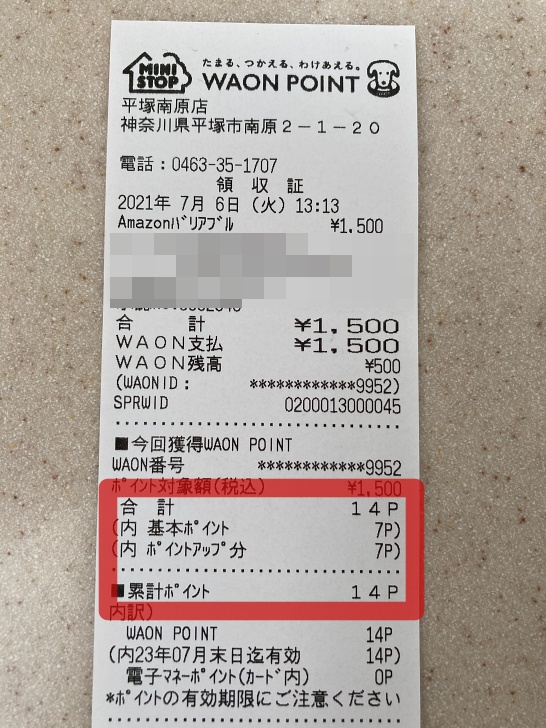 MINI
STOP
たまる、つかえる、わけあえる。
WAON POINT
平塚南原店
神奈川県平塚市南原２－１－２０
電話：0463-35-1707
領 収 証
2021年 7月 6日（火）13:13
Amazonﾊﾞﾘｱﾌﾞﾙ ¥1,500
合 計 ¥1,500
ＷＡＯＮ支払 ¥1,500
ＷＡＯＮ残高 ¥500
(WAONID： ************9952)
SPRWID 0200013000045
■今回獲得WAON POINT
WAON番号 ************9952
ﾎﾟｲﾝﾄ対象額(税込) ¥1,500
合 計 １４Ｐ
(内 基本ﾎﾟｲﾝﾄ 7P)
(内 ﾎﾟｲﾝﾄｱｯﾌﾟ分 7P)
■累計ﾎﾟｲﾝﾄ １４Ｐ
内訳)
WAON POINT 14P
(内23年07月末日迄有効 14P)
電子ﾏﾈｰﾎﾟｲﾝﾄ(ｶｰﾄﾞ内) 0P
*ﾎﾟｲﾝﾄの有効期限にご注意ください